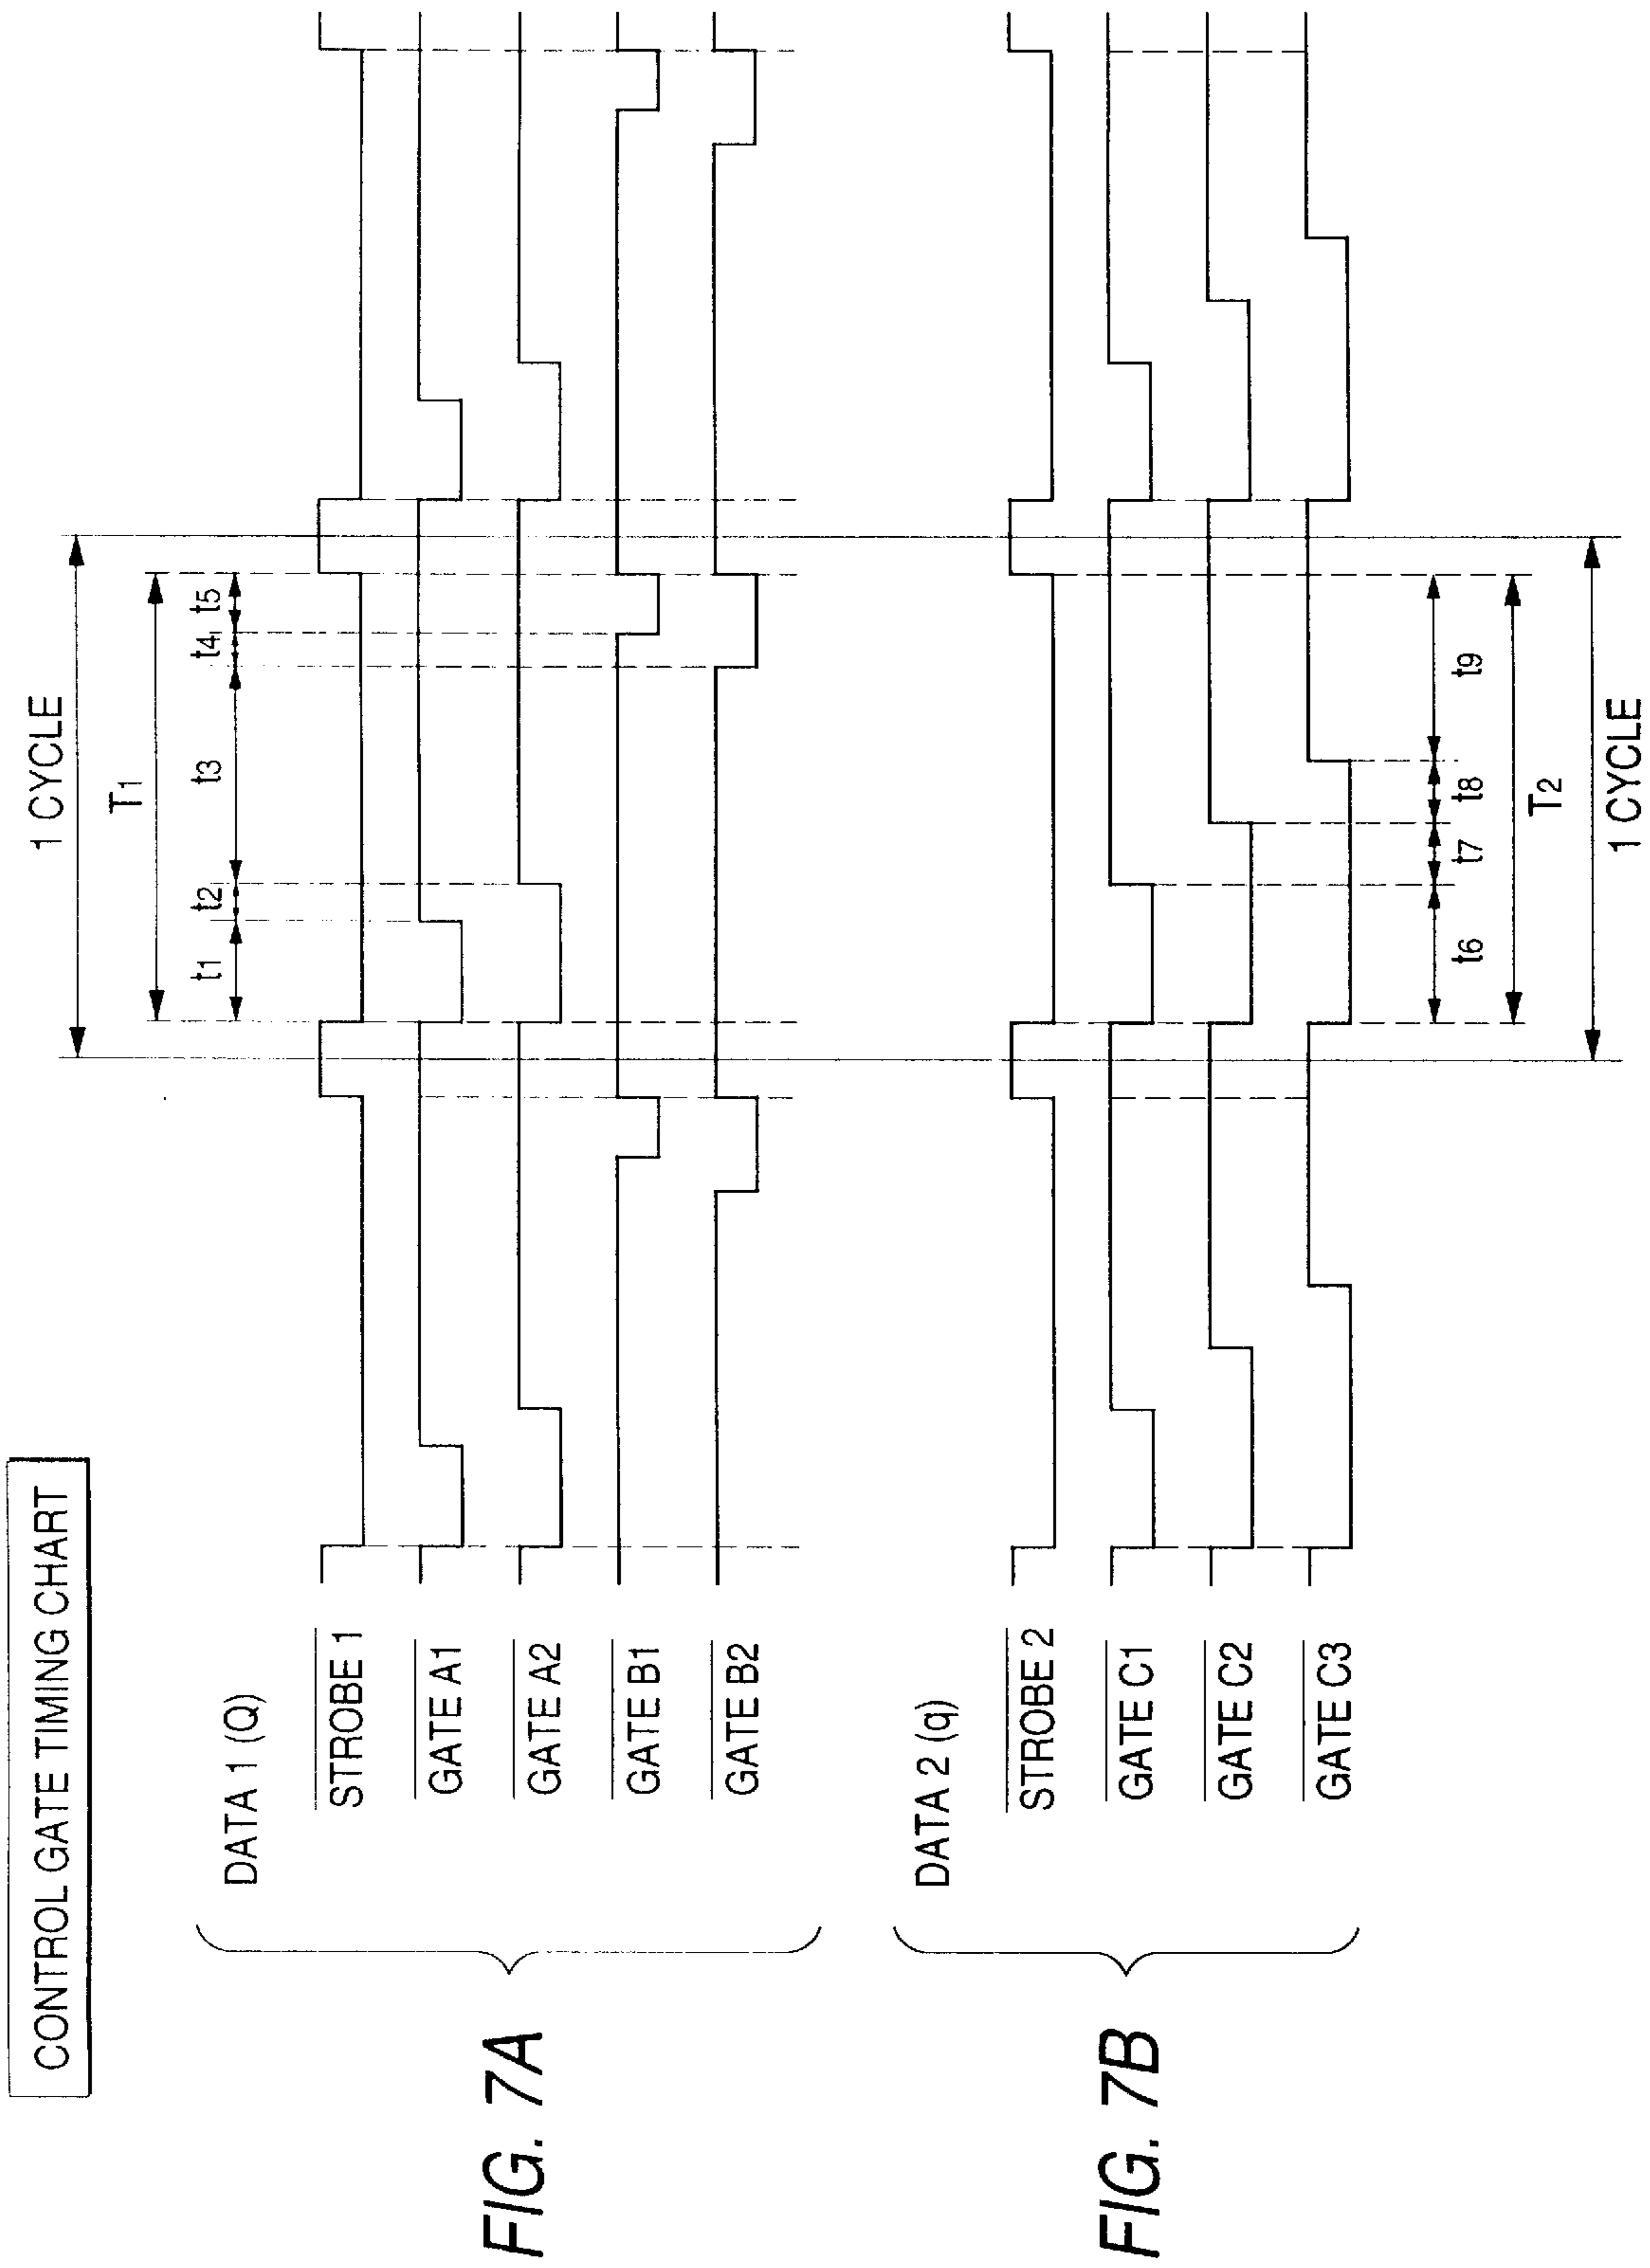 CONTROL GATE TIMING CHART
FIG. 7A
DATA 1 (Q)
1 CYCLE
T1
t1 t2 t3 t4 t5
STROBE 1
GATE A1
GATE A2
GATE B1
GATE B2
FIG. 7B
DATA 2 (q)
STROBE 2
GATE C1
GATE C2
GATE C3
t6 t7 t8 t9
T2
1 CYCLE